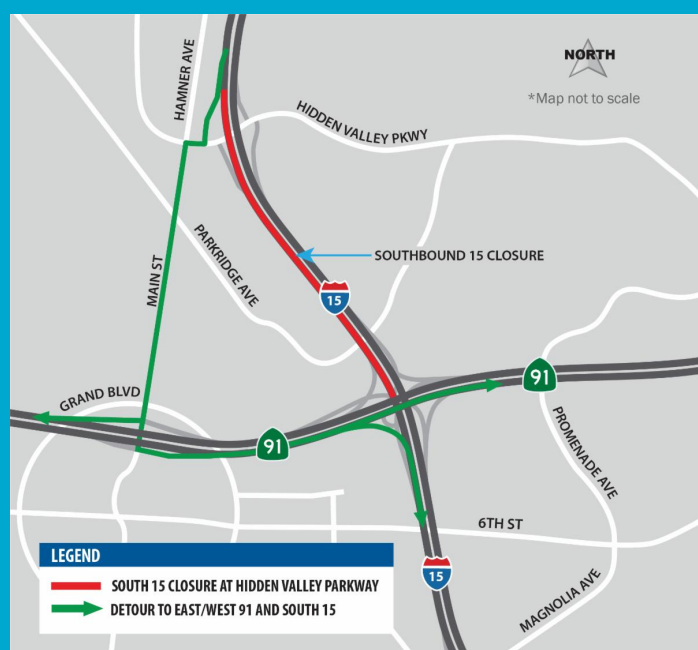 NORTH
*Map not to scale
HAMNER AVE
HIDDEN VALLEY PKWY
PARKRIDGE AVE
SOUTHBOUND 15 CLOSURE
MAIN ST
15
91
GRAND BLVD
91
PROMENADE AVE
6TH ST
15
MAGNOLIA AVE
LEGEND
SOUTH 15 CLOSURE AT HIDDEN VALLEY PARKWAY
DETOUR TO EAST/WEST 91 AND SOUTH 15